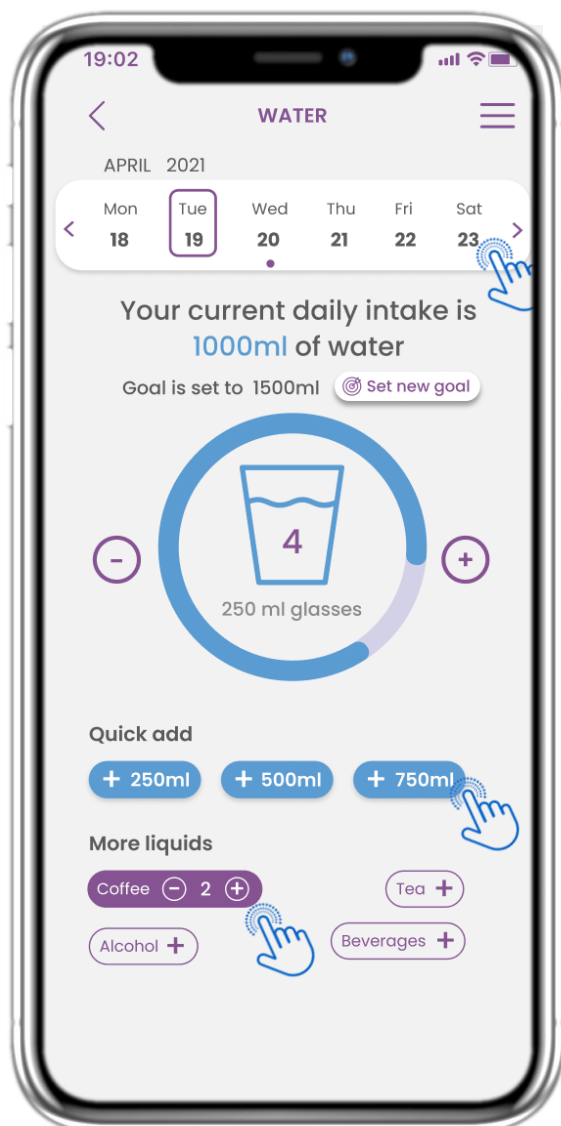 19:02
WATER
APRIL 2021
Mon Tue Wed Thu Fri Sat
18 19 20 21 22 23
Your current daily intake is
1000ml of water
Goal is set to 1500ml Set new goal
4
250 ml glasses
Quick add
+ 250ml + 500ml + 750ml
More liquids
Coffee - 2 + Tea +
Alcohol + Beverages +